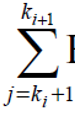 k_{i+1}
∑
j=k_i+1